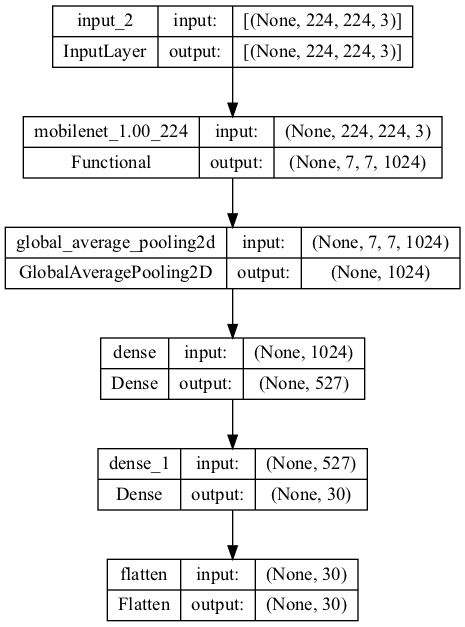 input_2 input: [(None, 224, 224, 3)]
InputLayer output: [(None, 224, 224, 3)]
mobilenet_1.00_224 input: (None, 224, 224, 3)
Functional output: (None, 7, 7, 1024)
global_average_pooling2d input: (None, 7, 7, 1024)
GlobalAveragePooling2D output: (None, 1024)
dense input: (None, 1024)
Dense output: (None, 527)
dense_1 input: (None, 527)
Dense output: (None, 30)
flatten input: (None, 30)
Flatten output: (None, 30)